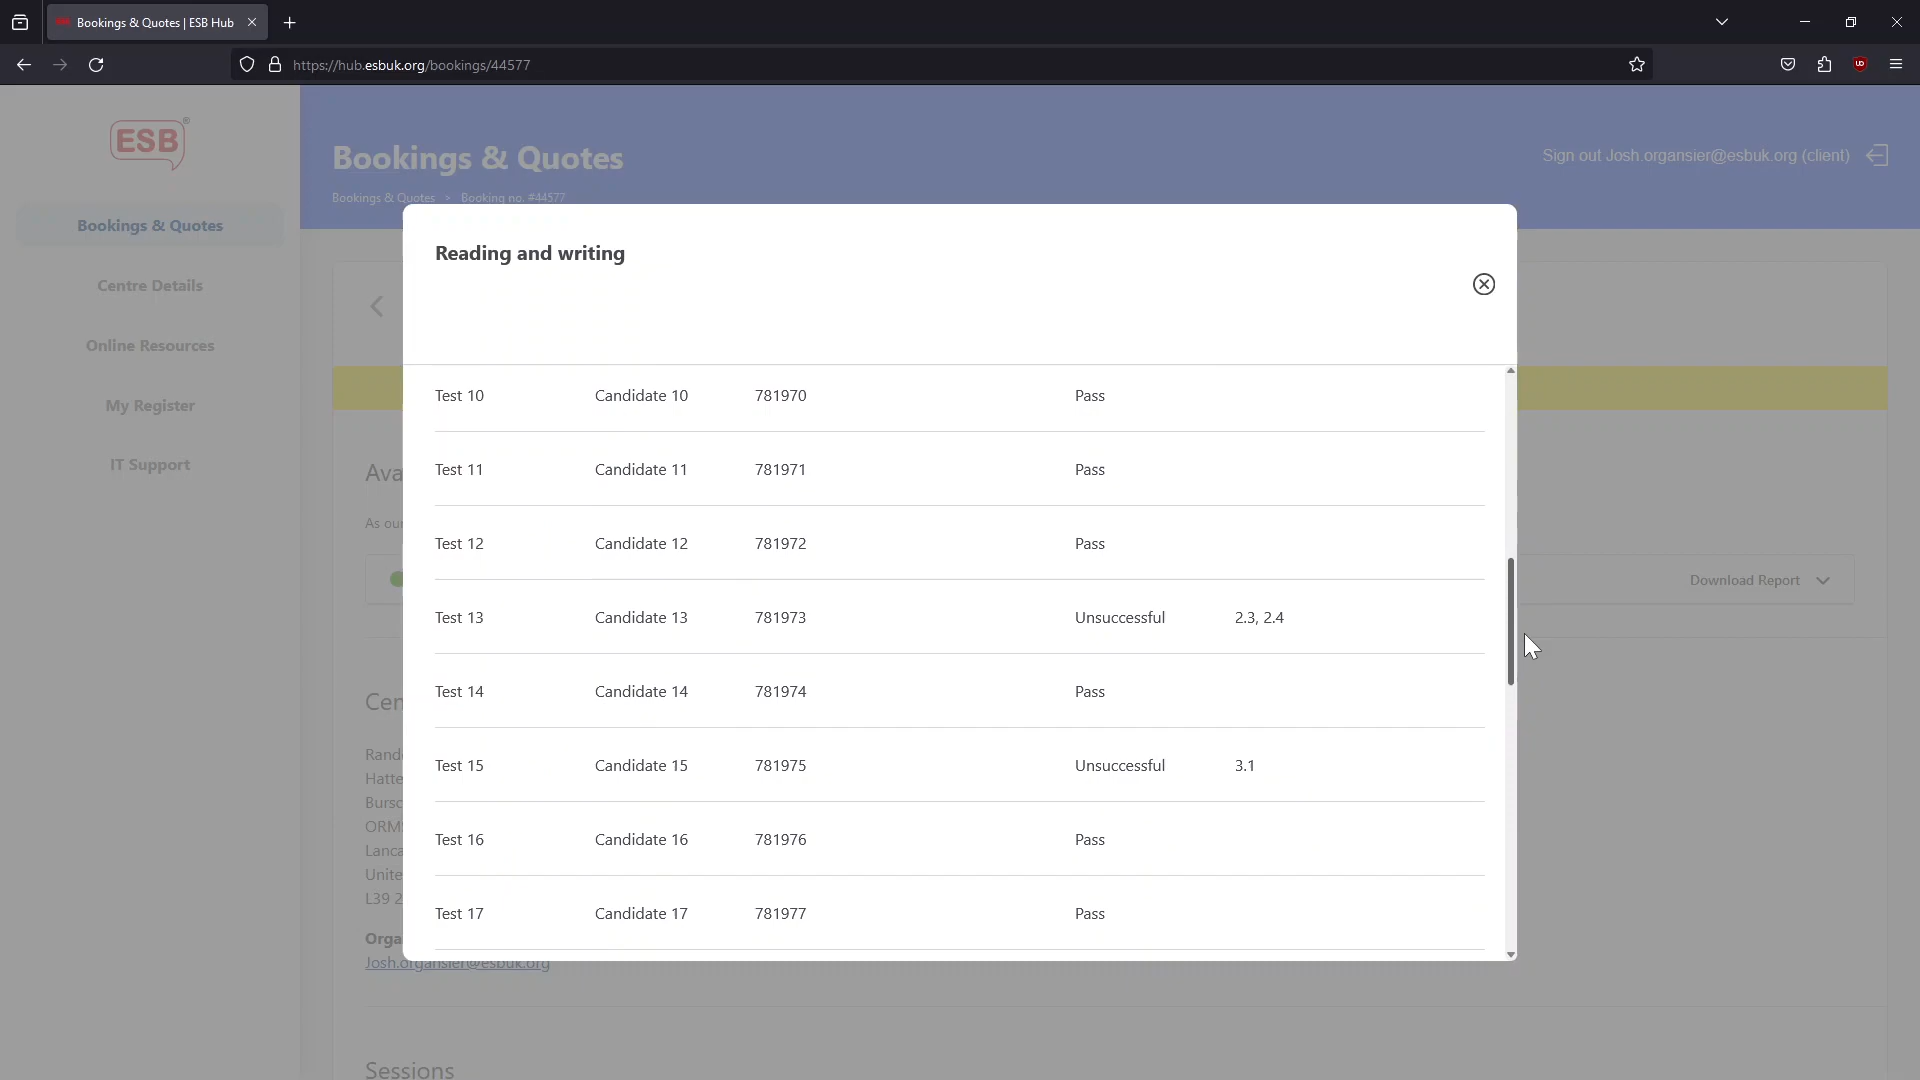 Bookings & Quotes | ESB Hub
https://hub.esbuk.org/bookings/44577
ESB®
Bookings & Quotes
Centre Details
Online Resources
My Register
IT Support
Bookings & Quotes
Sign out Josh.organsier@esbuk.org (client)
Bookings & Quotes > Booking no. #44577
Reading and writing
Test 10 Candidate 10 781970 Pass
Test 11 Candidate 11 781971 Pass
Test 12 Candidate 12 781972 Pass
Test 13 Candidate 13 781973 Unsuccessful 2.3, 2.4
Test 14 Candidate 14 781974 Pass
Test 15 Candidate 15 781975 Unsuccessful 3.1
Test 16 Candidate 16 781976 Pass
Test 17 Candidate 17 781977 Pass
Ava
As our
Download Report
Cen
Rand
Hatte
Bursc
ORM
Lanca
Unite
L39 2
Orga
Josh.organsier@esbuk.org
Sessions